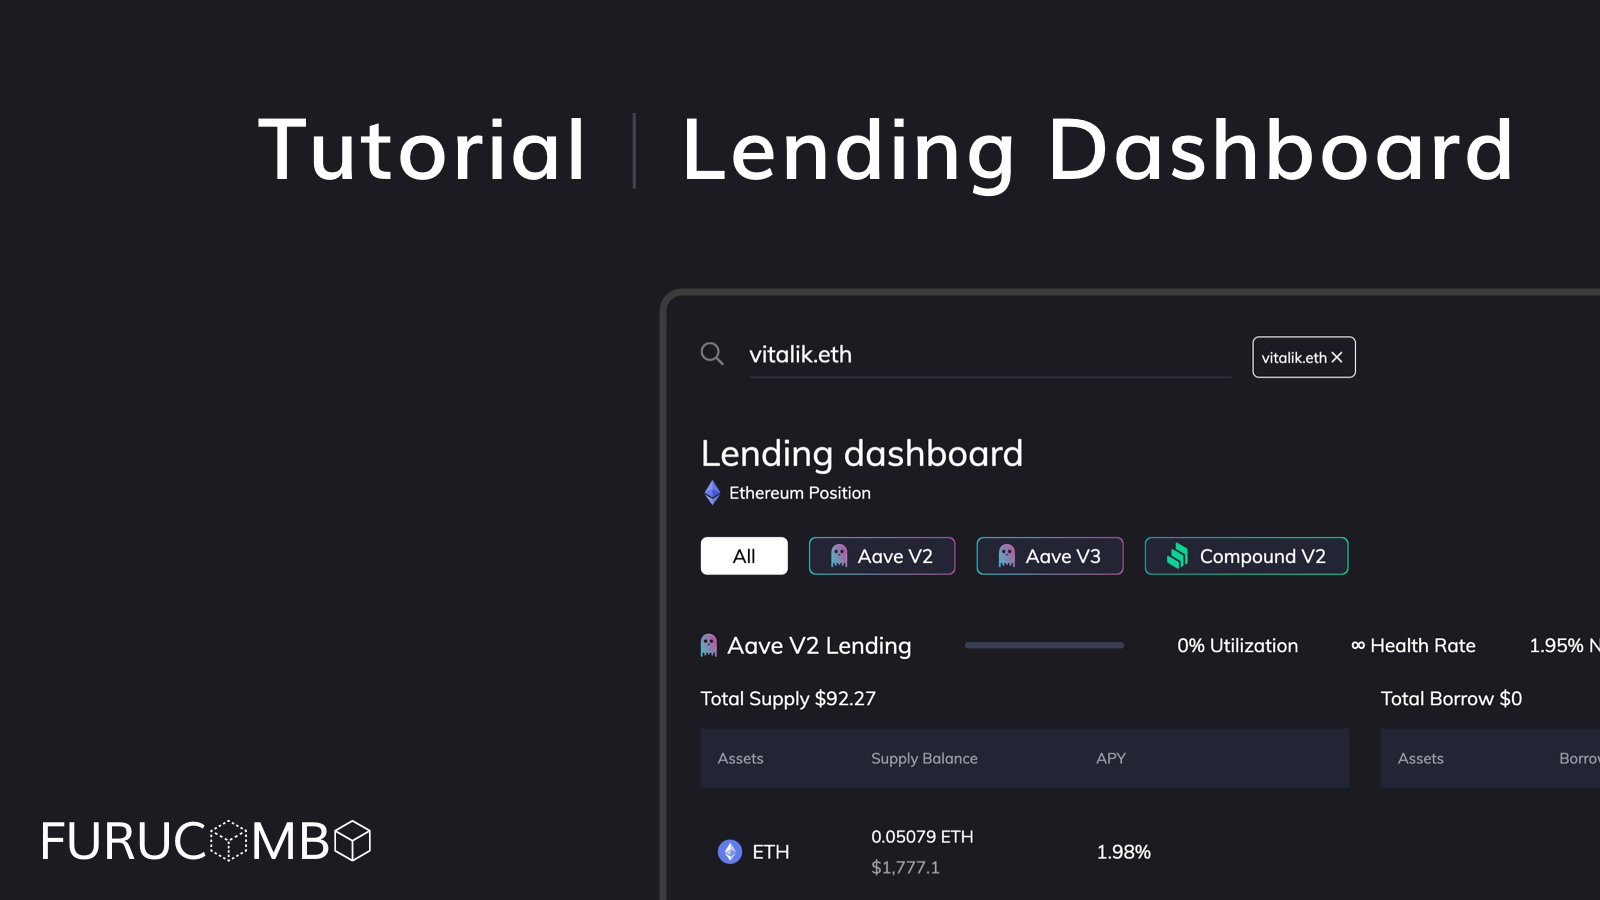 Tutorial | Lending Dashboard
vitalik.eth
vitalik.eth ✕
Lending dashboard
Ethereum Position
All Aave V2 Aave V3 Compound V2
Aave V2 Lending 0% Utilization ∞ Health Rate 1.95% N
Total Supply $92.27 Total Borrow $0
Assets Supply Balance APY Assets Borro
ETH 0.05079 ETH 1.98%
$1,777.1
FURUCOMBO